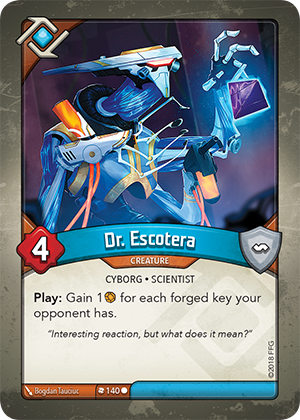 Dr. Escotera
CREATURE
4
CYBORG • SCIENTIST
Play: Gain 1 for each forged key your
opponent has.
"Interesting reaction, but what does it mean?"
Bogdan Tauciuc
140
©2018 FFG